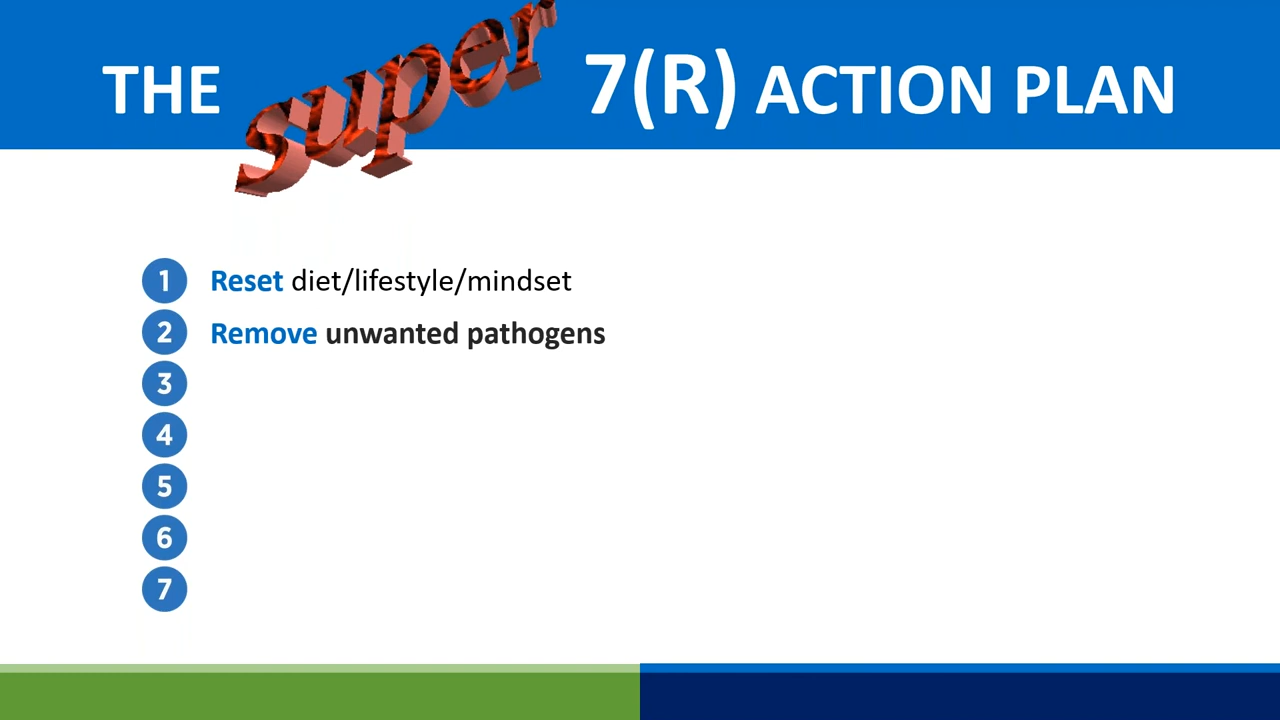 THE super 7(R) ACTION PLAN
1 Reset diet/lifestyle/mindset
2 Remove unwanted pathogens
3
4
5
6
7